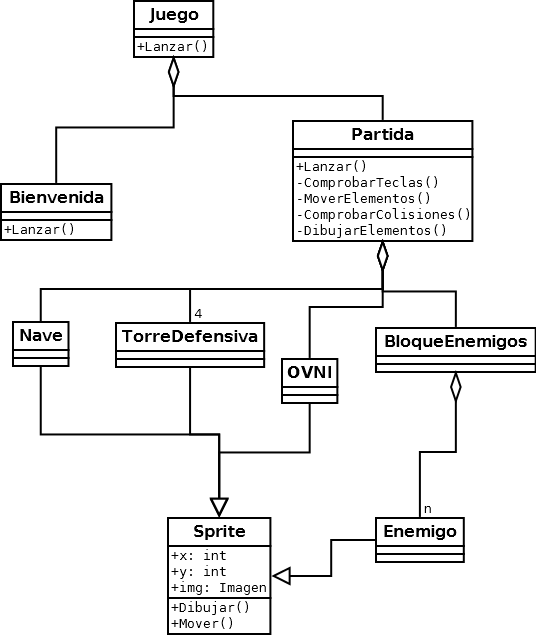 Juego
+Lanzar()
Partida
+Lanzar()
-ComprobarTeclas()
-MoverElementos()
-ComprobarColisiones()
-DibujarElementos()
Bienvenida
+Lanzar()
4
Nave
TorreDefensiva
BloqueEnemigos
OVNI
n
Sprite
+x: int
+y: int
+img: Imagen
+Dibujar()
+Mover()
Enemigo